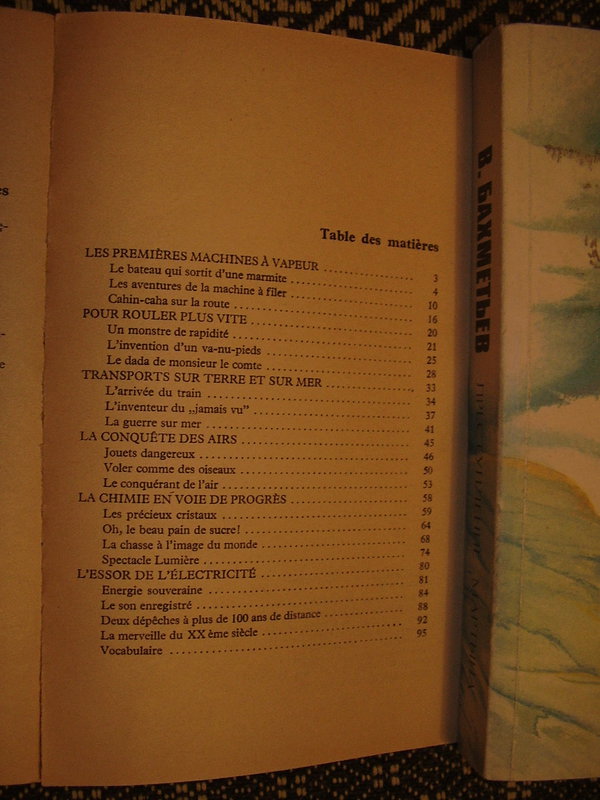 Table des matières
LES PREMIÈRES MACHINES À VAPEUR .................. 3
Le bateau qui sortit d'une marmite .................. 4
Les aventures de la machine à filer .................. 10
Cahin-caha sur la route .................. 16
POUR ROULER PLUS VITE .................. 20
Un monstre de rapidité .................. 21
L'invention d'un va-nu-pieds .................. 25
Le dada de monsieur le comte .................. 28
TRANSPORTS SUR TERRE ET SUR MER .................. 33
L'arrivée du train .................. 34
L'inventeur du „jamais vu” .................. 37
La guerre sur mer .................. 41
LA CONQUÊTE DES AIRS .................. 45
Jouets dangereux .................. 46
Voler comme des oiseaux .................. 50
Le conquérant de l'air .................. 53
LA CHIMIE EN VOIE DE PROGRÈS .................. 58
Les précieux cristaux .................. 59
Oh, le beau pain de sucre! .................. 64
La chasse à l'image du monde .................. 68
Spectacle Lumière .................. 74
L'ESSOR DE L'ÉLECTRICITÉ .................. 80
Energie souveraine .................. 81
Le son enregistré .................. 84
Deux dépêches à plus de 100 ans de distance .................. 88
La merveille du XX ème siècle .................. 92
Vocabulaire .................. 95
В. БАХМЕТЬЕВ ПРЕСТУПЛЕНИЕ МАРТЫНА